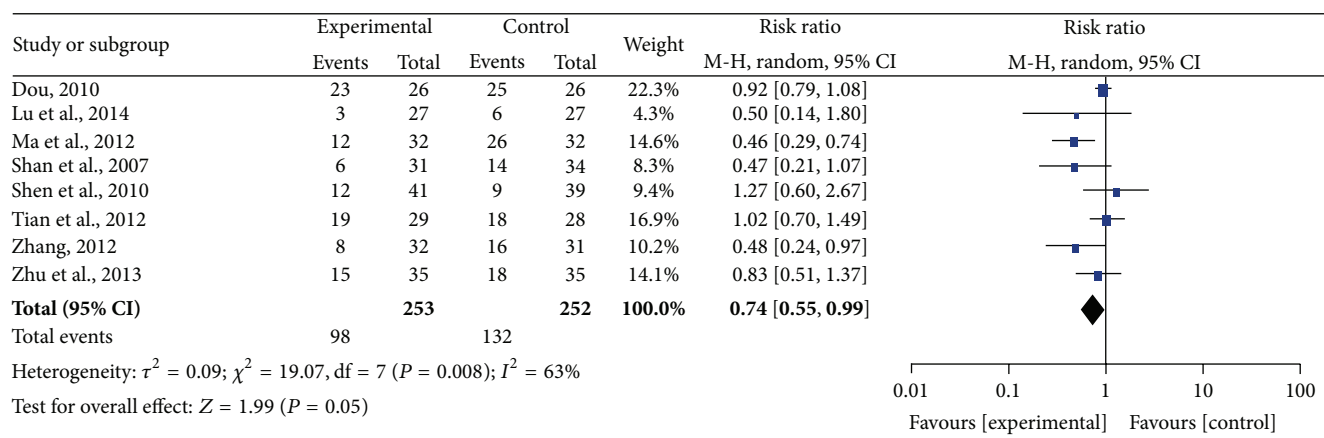 Study or subgroup Experimental Control Weight Risk ratio Risk ratio
Events Total Events Total M-H, random, 95% CI M-H, random, 95% CI
Dou, 2010 23 26 25 26 22.3% 0.92 [0.79, 1.08]
Lu et al., 2014 3 27 6 27 4.3% 0.50 [0.14, 1.80]
Ma et al., 2012 12 32 26 32 14.6% 0.46 [0.29, 0.74]
Shan et al., 2007 6 31 14 34 8.3% 0.47 [0.21, 1.07]
Shen et al., 2010 12 41 9 39 9.4% 1.27 [0.60, 2.67]
Tian et al., 2012 19 29 18 28 16.9% 1.02 [0.70, 1.49]
Zhang, 2012 8 32 16 31 10.2% 0.48 [0.24, 0.97]
Zhu et al., 2013 15 35 18 35 14.1% 0.83 [0.51, 1.37]
Total (95% CI) 253 252 100.0% 0.74 [0.55, 0.99]
Total events 98 132
Heterogeneity: τ² = 0.09; χ² = 19.07, df = 7 (P = 0.008); I² = 63%
Test for overall effect: Z = 1.99 (P = 0.05)
0.01 0.1 1 10 100
Favours [experimental] Favours [control]